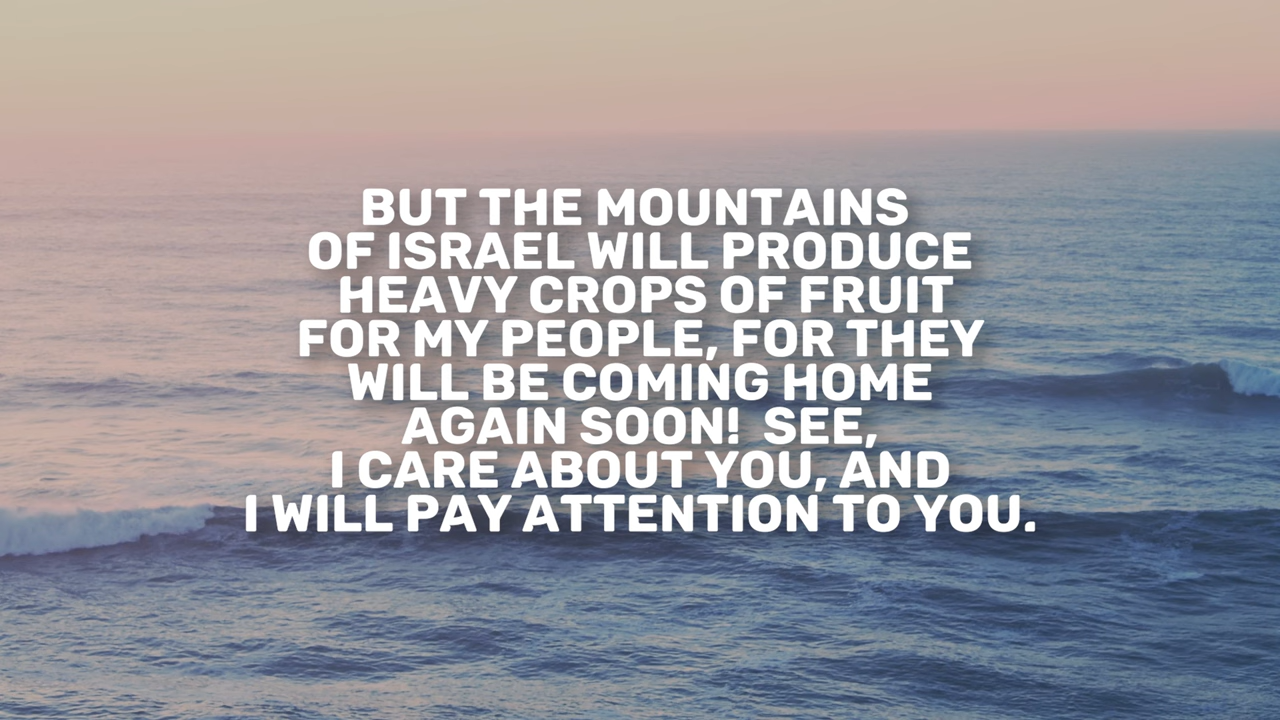 BUT THE MOUNTAINS
OF ISRAEL WILL PRODUCE
HEAVY CROPS OF FRUIT
FOR MY PEOPLE, FOR THEY
WILL BE COMING HOME
AGAIN SOON!  SEE,
I CARE ABOUT YOU, AND
I WILL PAY ATTENTION TO YOU.